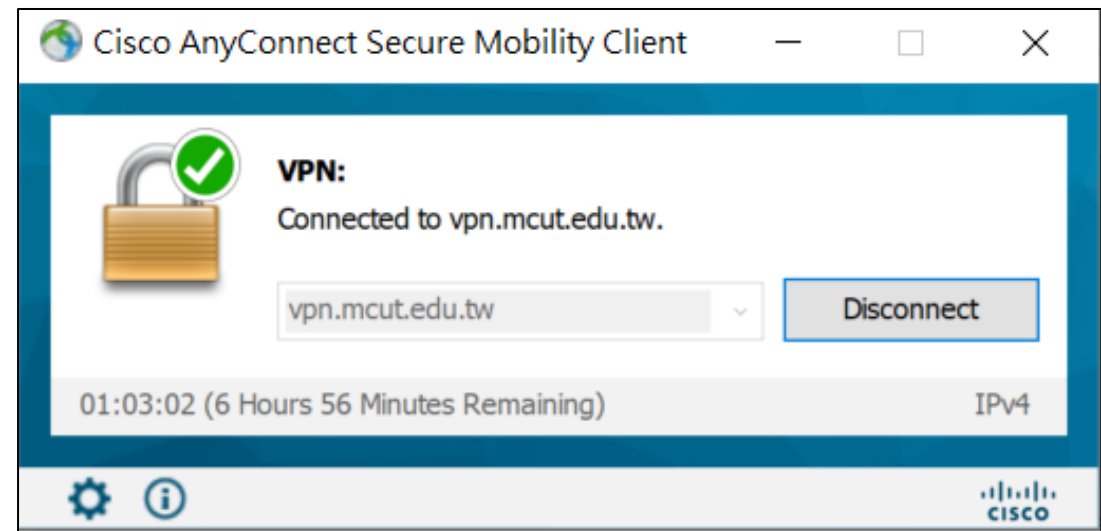 Cisco AnyConnect Secure Mobility Client
VPN:
Connected to vpn.mcut.edu.tw.
vpn.mcut.edu.tw
Disconnect
01:03:02 (6 Hours 56 Minutes Remaining)
IPv4
CISCO